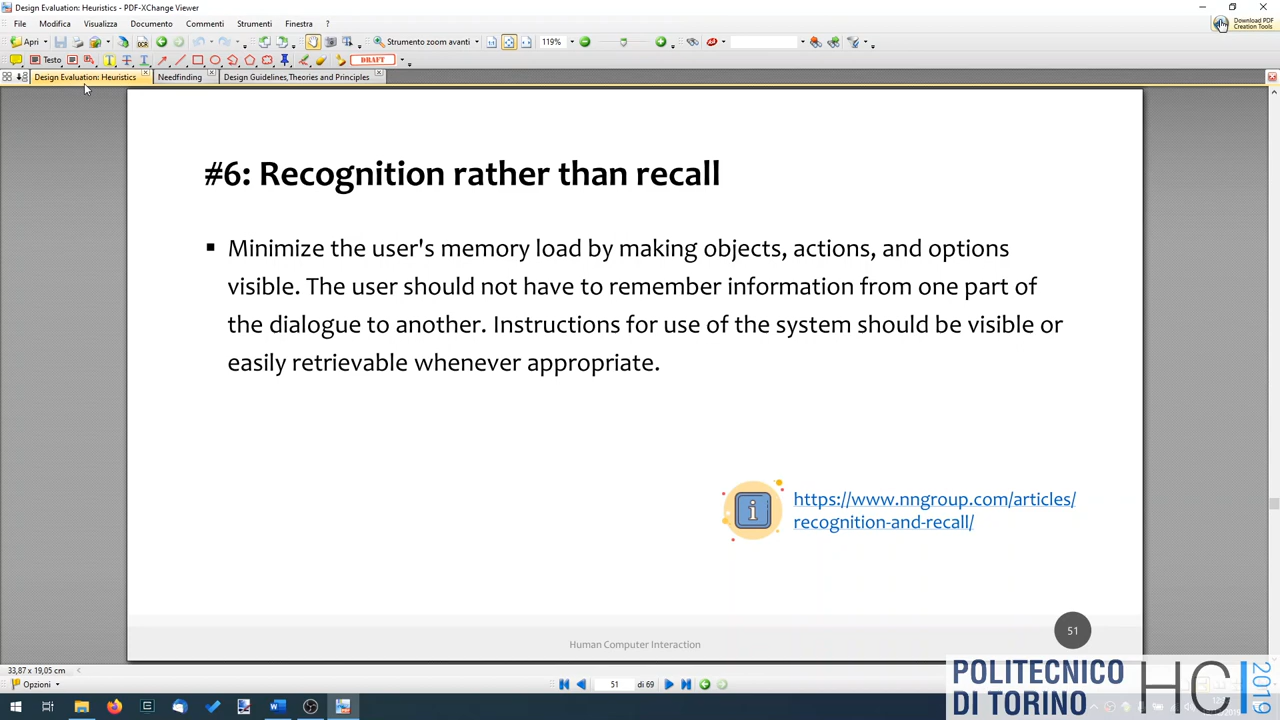 Design Evaluation: Heuristics - PDF-XChange Viewer
File Modifica Visualizza Documento Commenti Strumenti Finestra ?
Download PDF
Creation Tools
Apri OCR Strumento zoom avanti 119%
Testo DRAFT
Design Evaluation: Heuristics Needfinding Design Guidelines,Theories and Principles
#6: Recognition rather than recall
▪ Minimize the user's memory load by making objects, actions, and options
visible. The user should not have to remember information from one part of
the dialogue to another. Instructions for use of the system should be visible or
easily retrievable whenever appropriate.
i
https://www.nngroup.com/articles/
recognition-and-recall/
51
Human Computer Interaction
33,87 x 19,05 cm
Opzioni 51 di 69
POLITECNICO
DI TORINO
HCI
2019